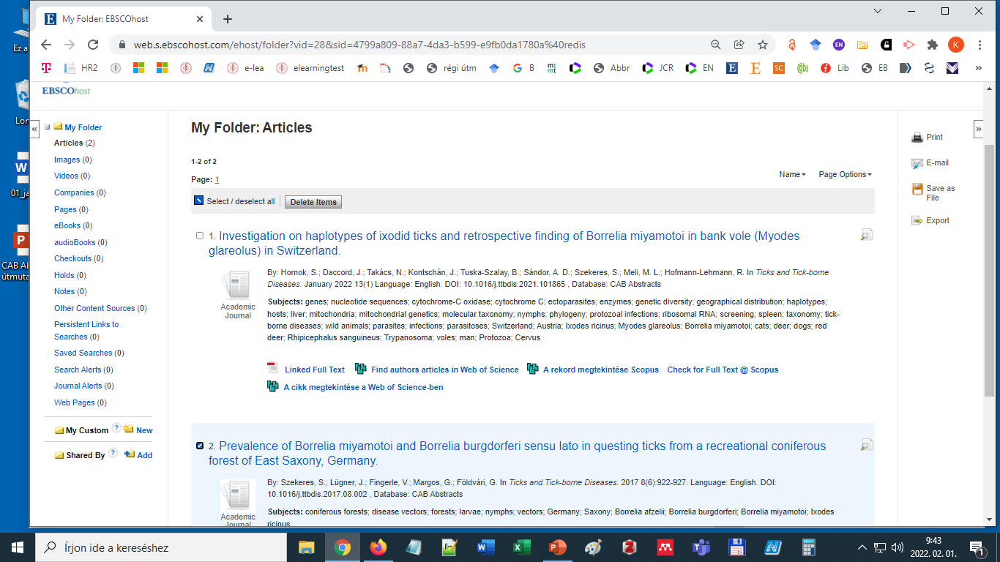 My Folder: EBSCOhost
web.s.ebscohost.com/ehost/folder?vid=28&sid=4799a809-88a7-4da3-b599-e9fb0da1780a%40redis
HR2 e-lea elearningtest régi útm G B mt mt Abbr JCR EN E E SC Lib EB »
Ez a
Lor
01_ja
CAB Al
útmuta
EBSCOhost
My Folder
Articles (2)
Images (0)
Videos (0)
Companies (0)
Pages (0)
eBooks (0)
audioBooks (0)
Checkouts (0)
Holds (0)
Notes (0)
Other Content Sources (0)
Persistent Links to
Searches (0)
Saved Searches (0)
Search Alerts (0)
Journal Alerts (0)
Web Pages (0)
My Custom ? New
Shared By ? Add
My Folder: Articles
1-2 of 2
Page: 1
Name Page Options
Select / deselect all Delete Items
1. Investigation on haplotypes of ixodid ticks and retrospective finding of Borrelia miyamotoi in bank vole (Myodes
glareolus) in Switzerland.
Academic
Journal
By: Hornok, S.; Daccord, J.; Takács, N.; Kontschán, J.; Tuska-Szalay, B.; Sándor, A. D.; Szekeres, S.; Meli, M. L.; Hofmann-Lehmann, R. In Ticks and Tick-borne
Diseases. January 2022 13(1) Language: English. DOI: 10.1016/j.ttbdis.2021.101865 , Database: CAB Abstracts
Subjects: genes; nucleotide sequences; cytochrome-C oxidase; cytochrome C; ectoparasites; enzymes; genetic diversity; geographical distribution; haplotypes;
hosts; liver; mitochondria; mitochondrial genetics; molecular taxonomy; nymphs; phylogeny; protozoal infections; ribosomal RNA; screening; spleen; taxonomy; tick-
borne diseases; wild animals; parasites; infections; parasitoses; Switzerland; Austria; Ixodes ricinus; Myodes glareolus; Borrelia miyamotoi; cats; deer; dogs; red
deer; Rhipicephalus sanguineus; Trypanosoma; voles; man; Protozoa; Cervus
Linked Full Text Find authors articles in Web of Science A rekord megtekintése Scopus Check for Full Text @ Scopus
A cikk megtekintése a Web of Science-ben
2. Prevalence of Borrelia miyamotoi and Borrelia burgdorferi sensu lato in questing ticks from a recreational coniferous
forest of East Saxony, Germany.
Academic
Journal
By: Szekeres, S.; Lügner, J.; Fingerle, V.; Margos, G.; Földvári, G. In Ticks and Tick-borne Diseases. 2017 8(6):922-927. Language: English. DOI:
10.1016/j.ttbdis.2017.08.002 , Database: CAB Abstracts
Subjects: coniferous forests; disease vectors; forests; larvae; nymphs; vectors; Germany; Saxony; Borrelia afzelii; Borrelia burgdorferi; Borrelia miyamotoi; Ixodes
ricinus
Print
E-mail
Save as
File
Export
Írjon ide a kereséshez
9:43
2022. 02. 01.
1